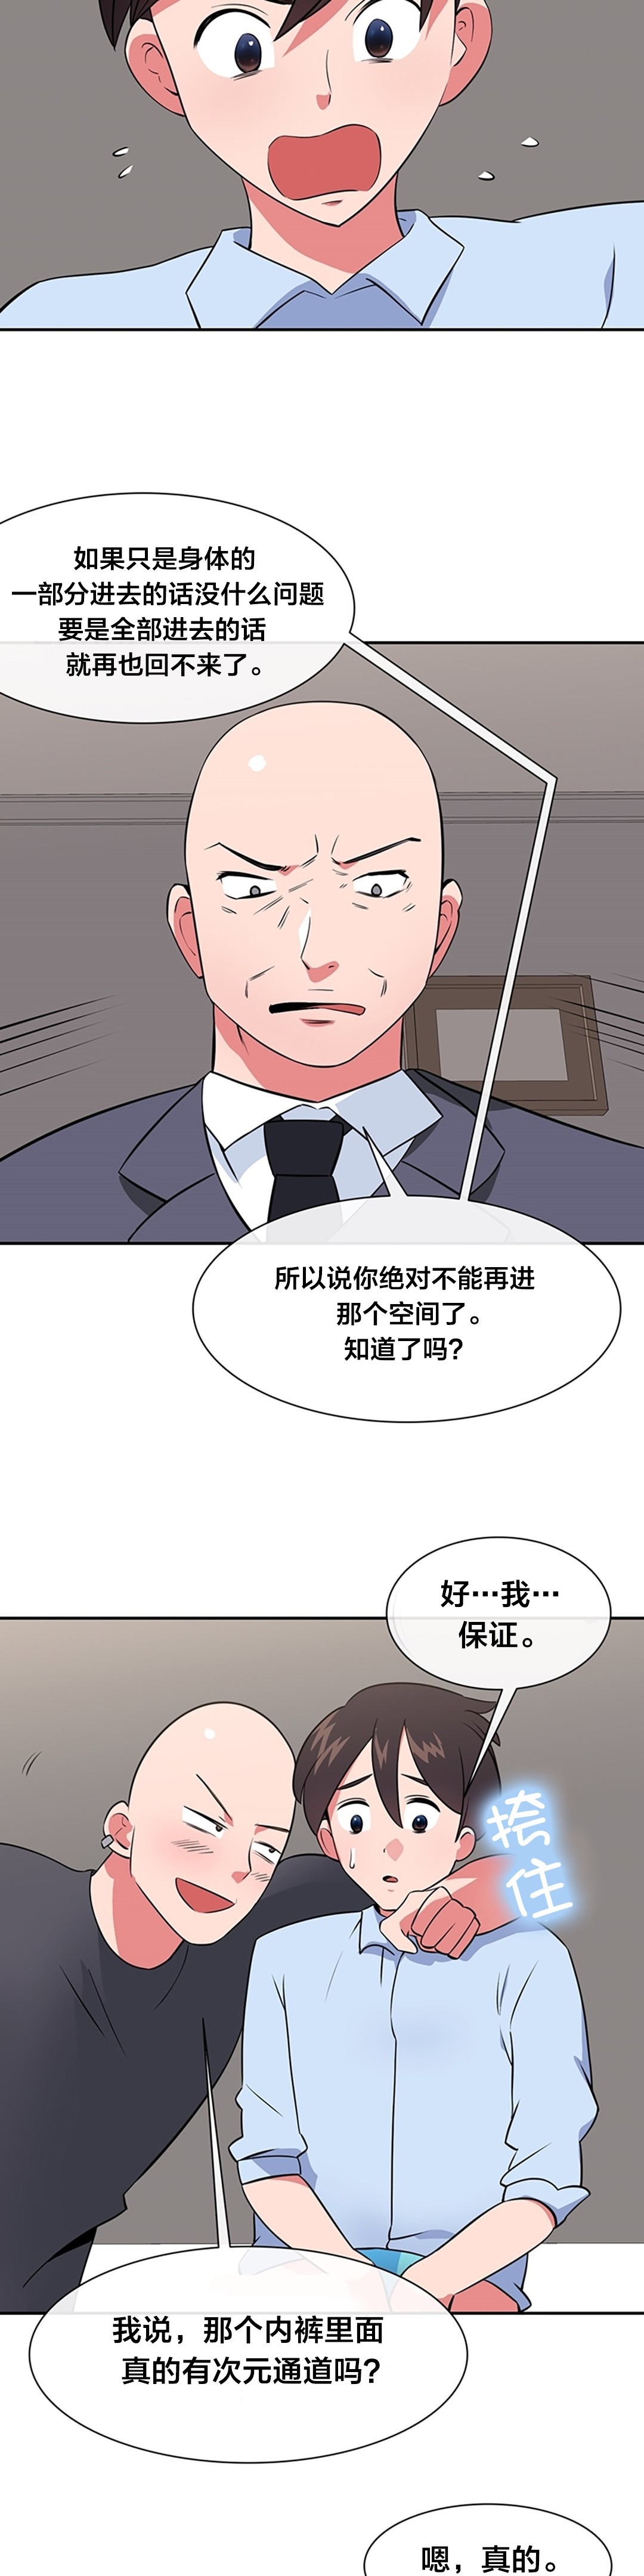 如果只是身体的
一部分进去的话没什么问题
要是全部进去的话
就再也回不来了。
所以说你绝对不能再进
那个空间了。
知道了吗?
好…我…
保证。
挎
住
我说，那个内裤里面
真的有次元通道吗?
嗯，真的。